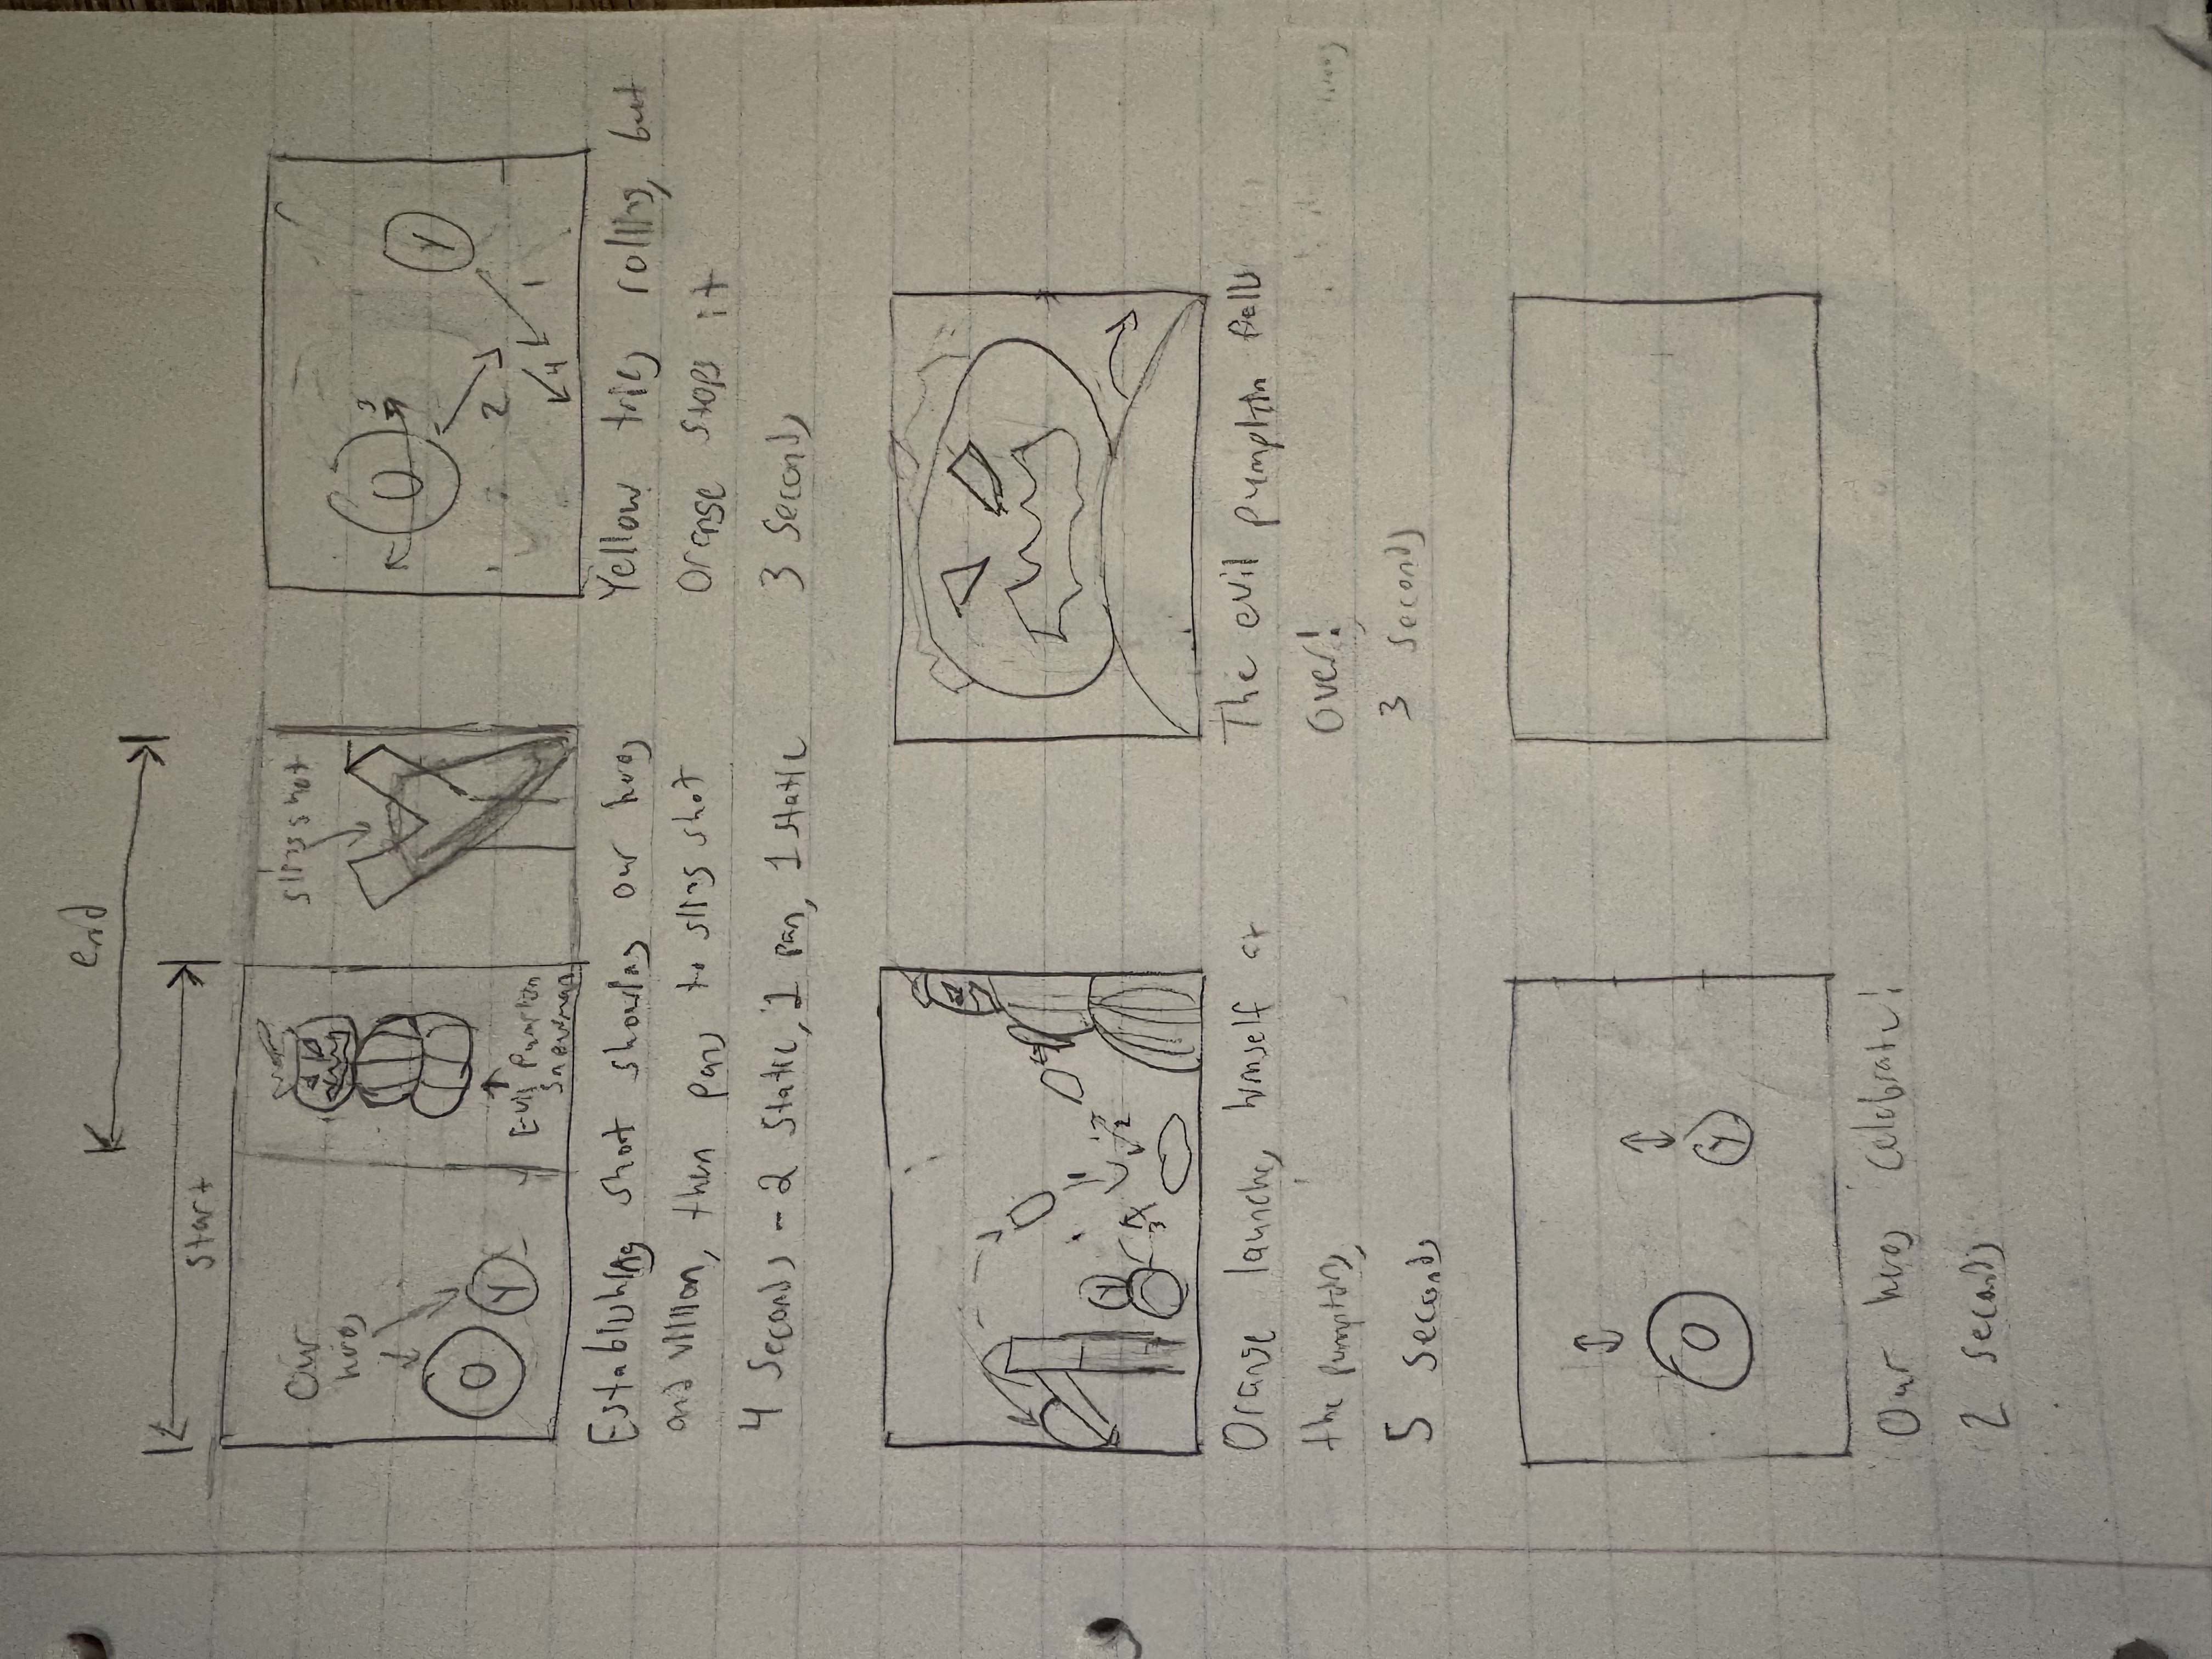 end
start
Our
heros
O
Y
Evil Pumpkin
Snowman
sling shot
O
Y
3
2
4
1
Establishing shot showing our heros
and villian, then pans to sling shot
4 Seconds - 2 Static, 1 pan, 1 static
Yellow tries rolling, but
Orange stops it
3 Seconds
Y
1
2
3
Orange launches himself at
the pumpkins,
5 Seconds
The evil pumpkin falls
over!
3 Seconds
O
Y
Our heros celebrate!
2 seconds